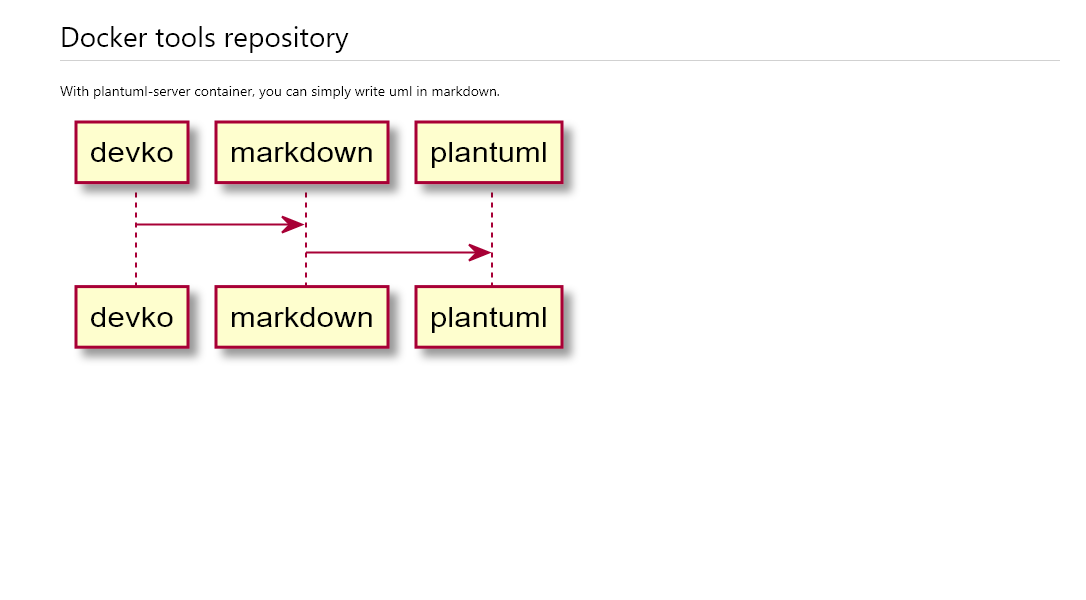 Docker tools repository
With plantuml-server container, you can simply write uml in markdown.
devko markdown plantuml
devko markdown plantuml